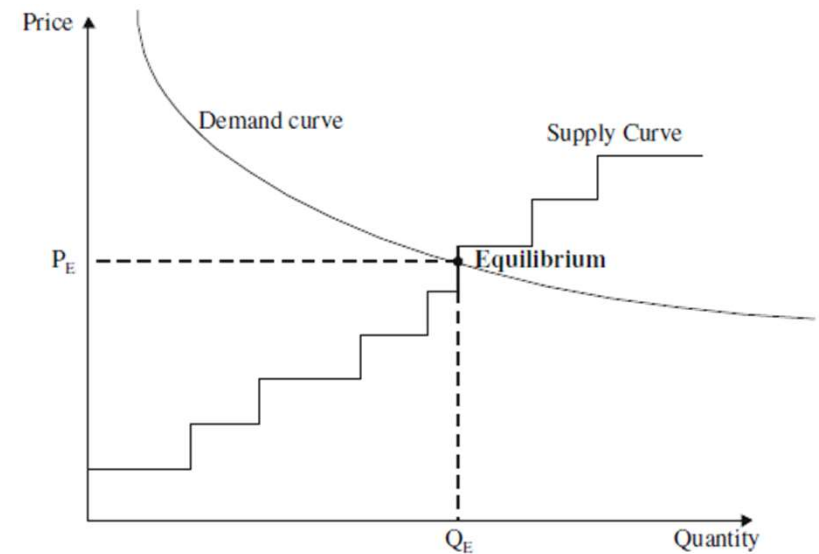 Price
Demand curve
Supply Curve
P_E
Equilibrium
Q_E
Quantity